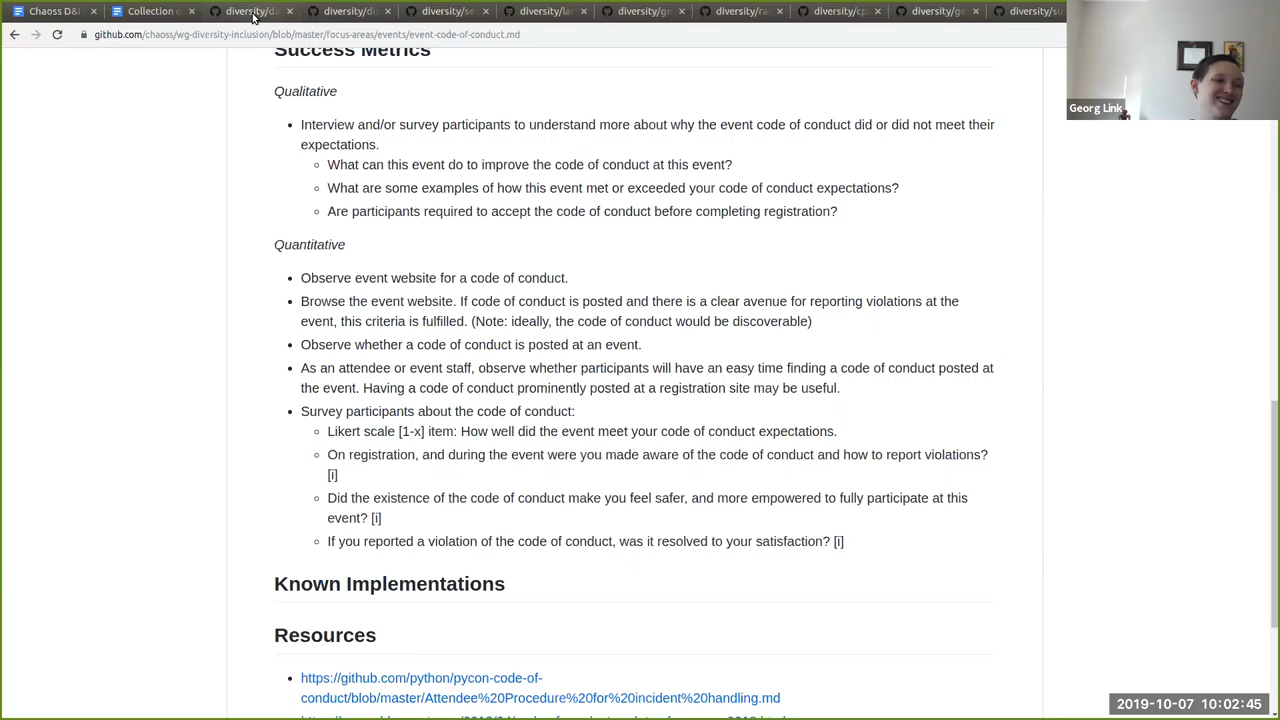 Chaoss D&I
Collection o
diversity/da
diversity/di
diversity/se
diversity/lan
diversity/ge
diversity/ra
diversity/cp
diversity/ge
diversity/su
github.com/chaoss/wg-diversity-inclusion/blob/master/focus-areas/events/event-code-of-conduct.md
Georg Link
Success Metrics
Qualitative
• Interview and/or survey participants to understand more about why the event code of conduct did or did not meet their
expectations.
◦ What can this event do to improve the code of conduct at this event?
◦ What are some examples of how this event met or exceeded your code of conduct expectations?
◦ Are participants required to accept the code of conduct before completing registration?
Quantitative
• Observe event website for a code of conduct.
• Browse the event website. If code of conduct is posted and there is a clear avenue for reporting violations at the
event, this criteria is fulfilled. (Note: ideally, the code of conduct would be discoverable)
• Observe whether a code of conduct is posted at an event.
• As an attendee or event staff, observe whether participants will have an easy time finding a code of conduct posted at
the event. Having a code of conduct prominently posted at a registration site may be useful.
• Survey participants about the code of conduct:
◦ Likert scale [1-x] item: How well did the event meet your code of conduct expectations.
◦ On registration, and during the event were you made aware of the code of conduct and how to report violations?
[i]
◦ Did the existence of the code of conduct make you feel safer, and more empowered to fully participate at this
event? [i]
◦ If you reported a violation of the code of conduct, was it resolved to your satisfaction? [i]
Known Implementations
Resources
• https://github.com/python/pycon-code-of-
conduct/blob/master/Attendee%20Procedure%20for%20incident%20handling.md
2019-10-07 10:02:45